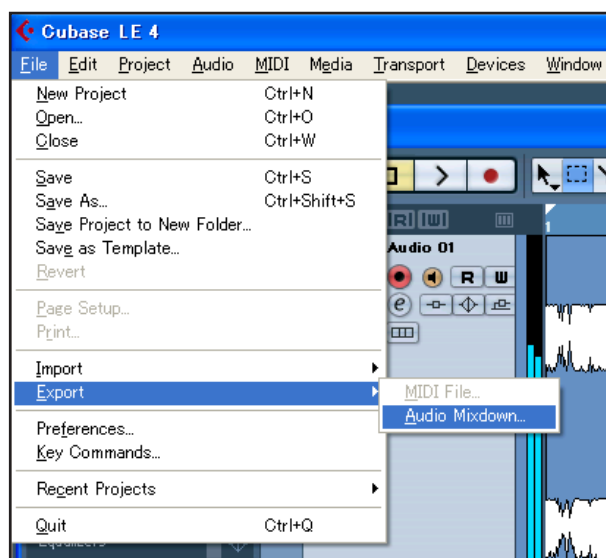 Cubase LE 4
File Edit Project Audio MIDI Media Transport Devices Window
New Project Ctrl+N
Open... Ctrl+O
Close Ctrl+W
Save Ctrl+S
Save As... Ctrl+Shift+S
Save Project to New Folder...
Save as Template...
Revert
Page Setup...
Print...
Import
Export
MIDI File...
Audio Mixdown...
Preferences...
Key Commands...
Recent Projects
Quit Ctrl+Q
R W
1
Audio 01
R W
e
Equalizers